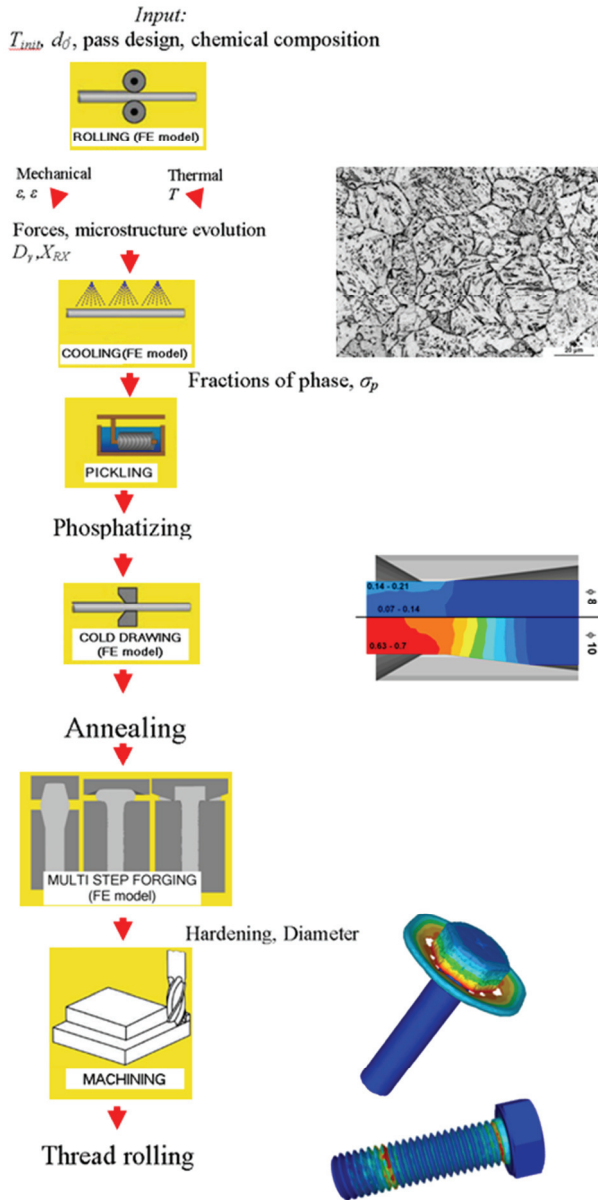 Input:
T_init, d_0, pass design, chemical composition
ROLLING (FE model)
Mechanical
ε, ε
Thermal
T
Forces, microstructure evolution
D_γ, X_RX
20 µm
COOLING(FE model)
Fractions of phase, σ_p
PICKLING
Phosphatizing
0.14 - 0.21
0.07 - 0.14
0.63 - 0.7
ϕ 8
ϕ 10
COLD DRAWING
(FE model)
Annealing
MULTI STEP FORGING
(FE model)
Hardening, Diameter
MACHINING
Thread rolling